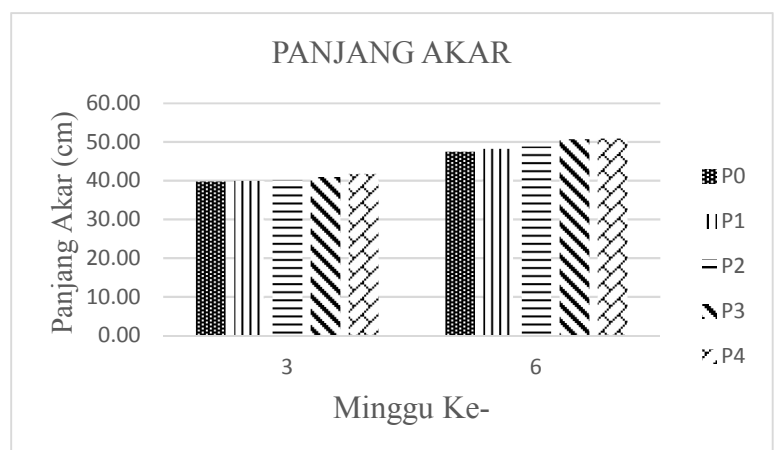 PANJANG AKAR
60.00
50.00
40.00
30.00
20.00
10.00
0.00
Panjang Akar (cm)
3
6
Minggu Ke-
P0
P1
P2
P3
P4